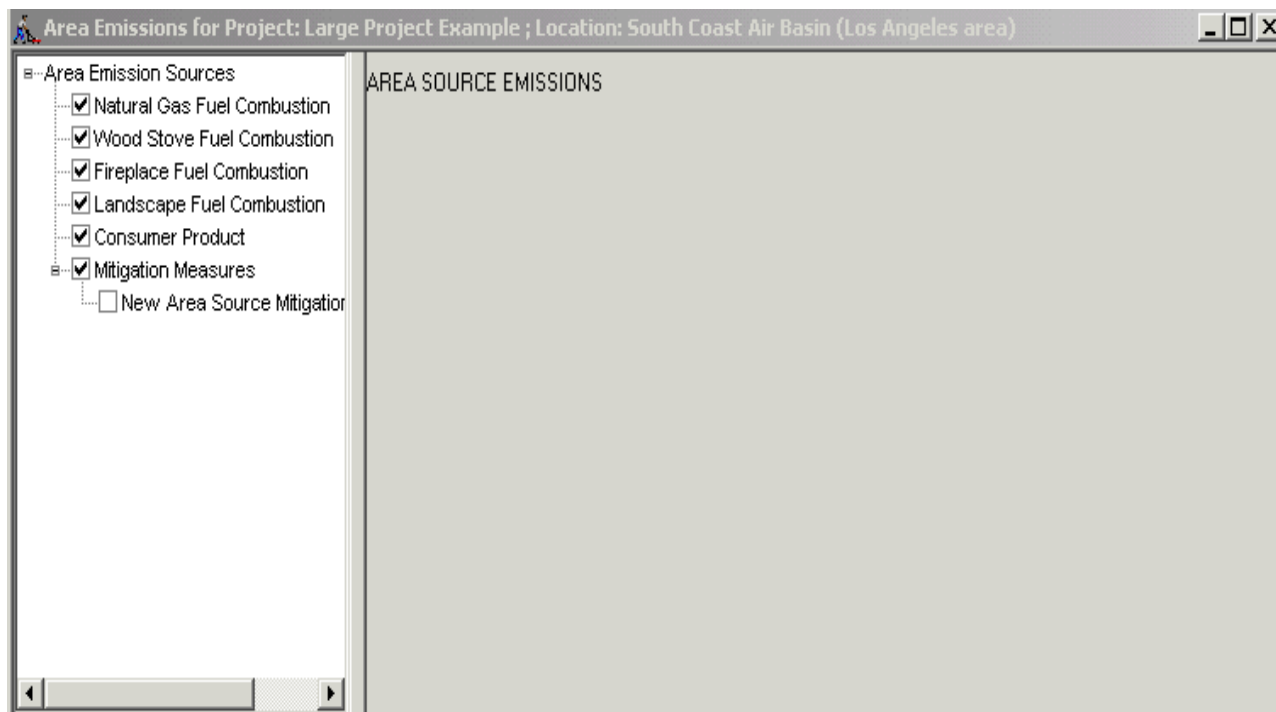 Area Emissions for Project: Large Project Example ; Location: South Coast Air Basin (Los Angeles area)
Area Emission Sources
Natural Gas Fuel Combustion
Wood Stove Fuel Combustion
Fireplace Fuel Combustion
Landscape Fuel Combustion
Consumer Product
Mitigation Measures
New Area Source Mitigation
AREA SOURCE EMISSIONS